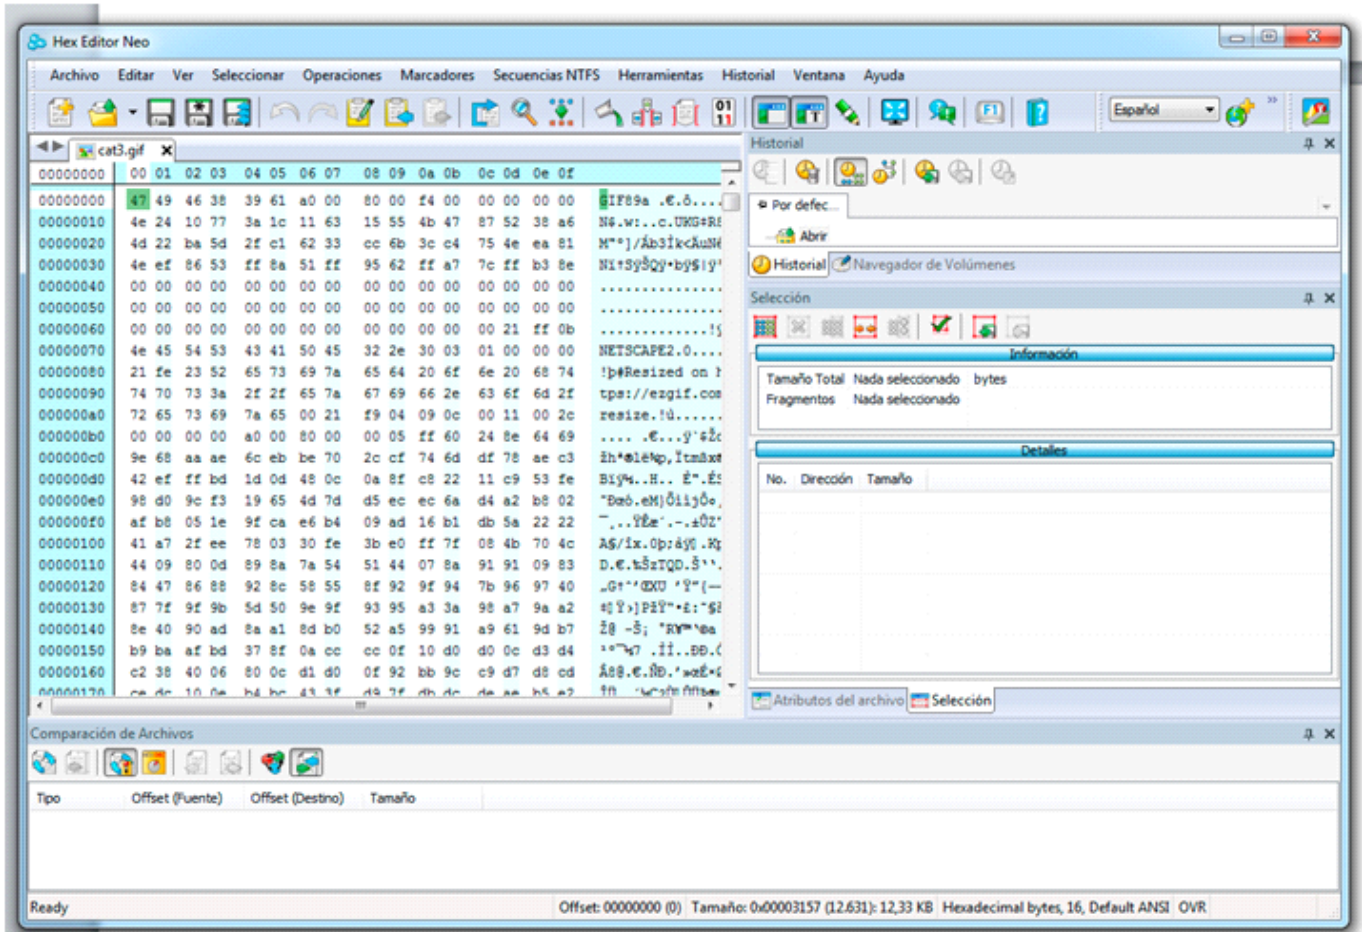 Hex Editor Neo
Archivo Editar Ver Seleccionar Operaciones Marcadores Secuencias NTFS Herramientas Historial Ventana Ayuda
Español
cat3.gif
Historial
00000000 00 01 02 03 04 05 06 07 08 09 0a 0b 0c 0d 0e 0f
00000000 47 49 46 38 39 61 a0 00 80 00 f4 00 00 00 00 00 GIF89a .€.ô....
00000010 4e 24 10 77 3a 1c 11 63 15 55 4b 47 87 52 38 a6
00000020 4d 22 ba 5d 2f c1 62 33 cc 6b 3c c4 75 4e ea 81
00000030 4e ef 86 53 ff 8a 51 ff 95 62 ff a7 7c ff b3 8e
00000040 00 00 00 00 00 00 00 00 00 00 00 00 00 00 00 00 ................
00000050 00 00 00 00 00 00 00 00 00 00 00 00 00 00 00 00 ................
00000060 00 00 00 00 00 00 00 00 00 00 00 00 00 21 ff 0b .............!ÿ
00000070 4e 45 54 53 43 41 50 45 32 2e 30 03 01 00 00 00 NETSCAPE2.0....
00000080 21 fe 23 52 65 73 69 7a 65 64 20 6f 6e 20 68 74 !þ#Resized on h
00000090 74 70 73 3a 2f 2f 65 7a 67 69 66 2e 63 6f 6d 2f tps://ezgif.com
000000a0 72 65 73 69 7a 65 00 21 f9 04 09 0c 00 11 00 2c resize.!ù......
000000b0 00 00 00 00 a0 00 80 00 00 05 ff 60 24 8e 64 69
000000c0 9e 68 aa ae 6c eb be 70 2c cf 74 6d df 78 ae c3
000000d0 42 ef ff bd 1d 0d 48 0c 0a 8f c8 22 11 c9 53 fe
000000e0 98 d0 9c f3 19 65 4d 7d d5 ec ec 6a d4 a2 b8 02
000000f0 af b8 05 1e 9f ca e6 b4 09 ad 16 b1 db 5a 22 22
00000100 41 a7 2f ee 78 03 30 fe 3b e0 ff 7f 08 4b 70 4c
00000110 44 09 80 0d 89 8a 7a 54 51 44 07 8a 91 91 09 83
00000120 84 47 86 88 92 8c 58 55 8f 92 9f 94 7b 96 97 40
00000130 87 7f 9f 9b 5d 50 9e 9f 93 95 a3 3a 98 a7 9a a2
00000140 8e 40 90 ad 8a a1 8d b0 52 a5 99 91 a9 61 9d b7
00000150 b9 ba af bd 37 8f 0a cc cc 0f 10 d0 d0 0c d3 d4
00000160 c2 38 40 06 80 0c d1 d0 0f 92 bb 9c c9 d7 d8 cd
00000170 ce dc 10 0e b4 bc 43 3f d9 7f db dc de ae b5 e2
Por defec...
Abrir
Historial Navegador de Volúmenes
Selección
Información
Tamaño Total Nada seleccionado bytes
Fragmentos Nada seleccionado
Detalles
No. Dirección Tamaño
Atributos del archivo Selección
Comparación de Archivos
Tipo Offset (Fuente) Offset (Destino) Tamaño
Ready Offset: 00000000 (0) Tamaño: 0x00003157 (12.631): 12,33 KB Hexadecimal bytes, 16, Default ANSI OVR